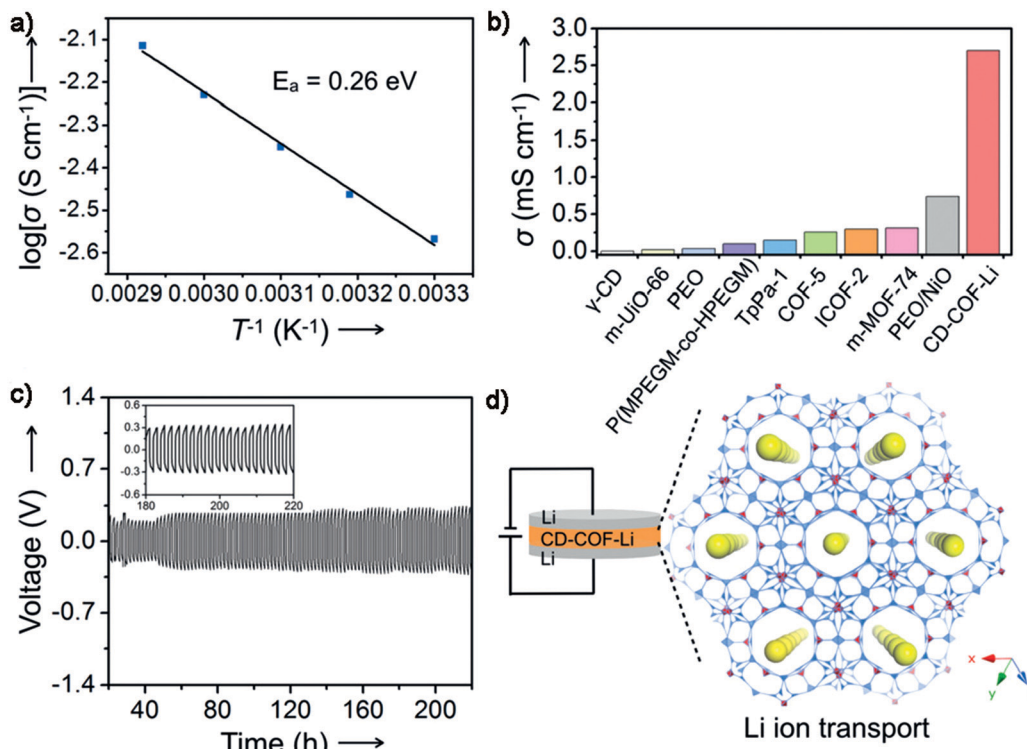 a)
log[σ (S cm⁻¹)]
-2.1
-2.2
-2.3
-2.4
-2.5
-2.6
Eₐ = 0.26 eV
0.0029 0.0030 0.0031 0.0032 0.0033
T⁻¹ (K⁻¹)
b)
σ (mS cm⁻¹)
3.0
2.5
2.0
1.5
1.0
0.5
0.0
γ-CD
m-UiO-66
PEO
P(MPEGM-co-HPEGM)
TpPa-1
COF-5
ICOF-2
m-MOF-74
PEO/NiO
CD-COF-Li
c)
Voltage (V)
1.4
0.7
0.0
-0.7
-1.4
0.6
0.3
0.0
-0.3
-0.6
180 200 220
40 80 120 160 200
Time (h)
d)
Li
CD-COF-Li
Li
x
y
Li ion transport